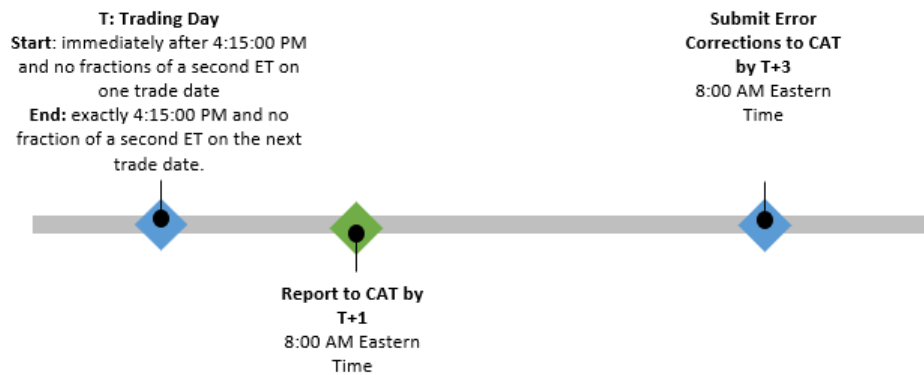 T: Trading Day
Start: immediately after 4:15:00 PM
and no fractions of a second ET on
one trade date
End: exactly 4:15:00 PM and no
fraction of a second ET on the next
trade date.
Submit Error
Corrections to CAT
by T+3
8:00 AM Eastern
Time
Report to CAT by
T+1
8:00 AM Eastern
Time